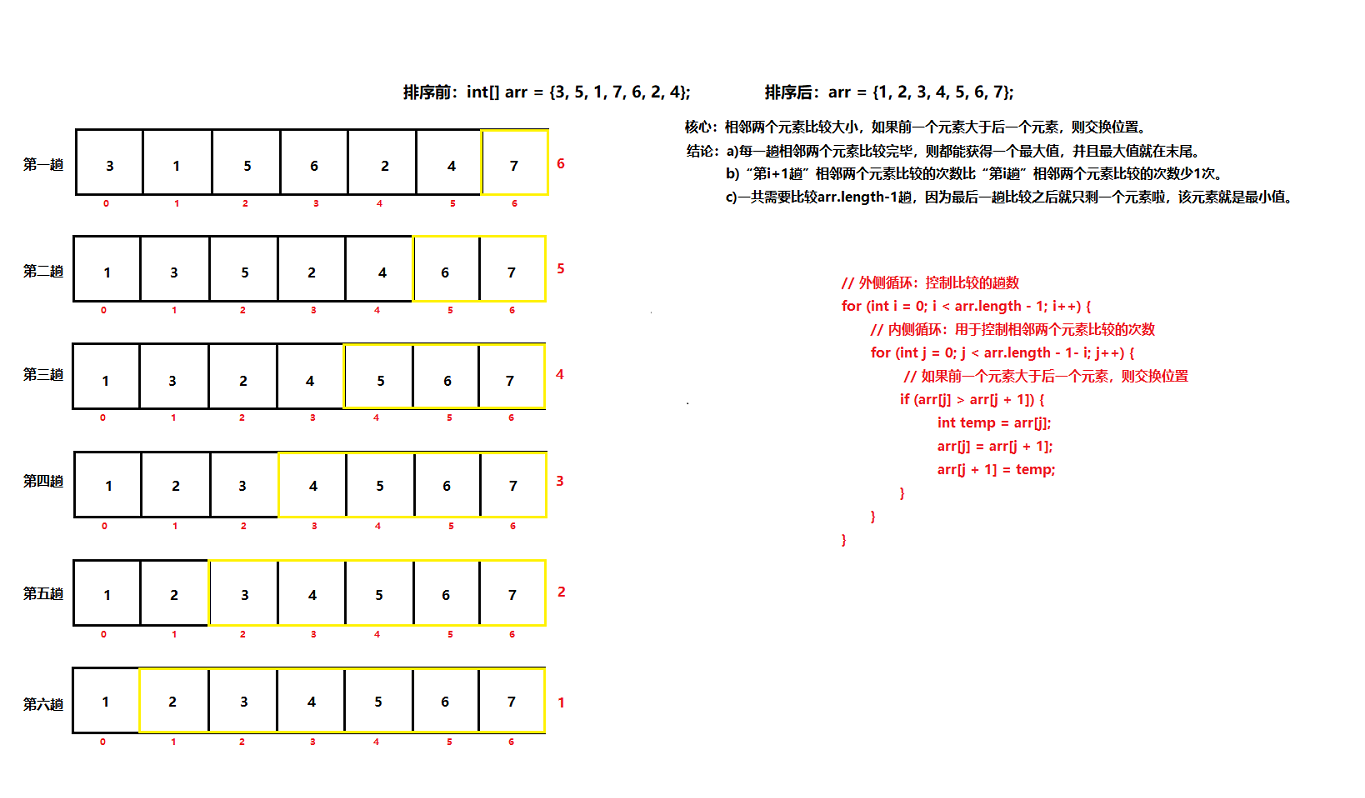 排序前：int[] arr = {3, 5, 1, 7, 6, 2, 4};
排序后：arr = {1, 2, 3, 4, 5, 6, 7};
核心：相邻两个元素比较大小，如果前一个元素大于后一个元素，则交换位置。
结论：a)每一趟相邻两个元素比较完毕，则都能获得一个最大值，并且最大值就在末尾。
b)“第i+1趟”相邻两个元素比较的次数比“第i趟”相邻两个元素比较的次数少1次。
c)一共需要比较arr.length-1趟，因为最后一趟比较之后就只剩一个元素啦，该元素就是最小值。
第一趟 3 1 5 6 2 4 7 6
0 1 2 3 4 5 6
第二趟 1 3 5 2 4 6 7 5
0 1 2 3 4 5 6
第三趟 1 3 2 4 5 6 7 4
0 1 2 3 4 5 6
第四趟 1 2 3 4 5 6 7 3
0 1 2 3 4 5 6
第五趟 1 2 3 4 5 6 7 2
0 1 2 3 4 5 6
第六趟 1 2 3 4 5 6 7 1
0 1 2 3 4 5 6
// 外侧循环：控制比较的趟数
for (int i = 0; i < arr.length - 1; i++) {
// 内侧循环：用于控制相邻两个元素比较的次数
for (int j = 0; j < arr.length - 1- i; j++) {
// 如果前一个元素大于后一个元素，则交换位置
if (arr[j] > arr[j + 1]) {
int temp = arr[j];
arr[j] = arr[j + 1];
arr[j + 1] = temp;
}
}
}